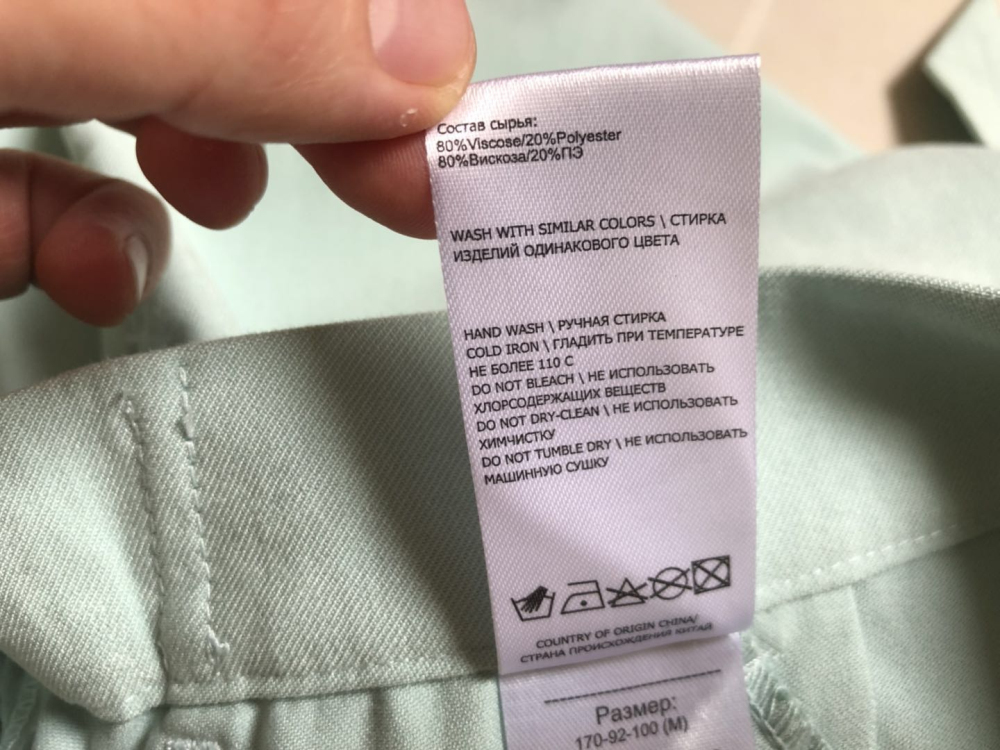 Состав сырья:
80%Viscose/20%Polyester
80%Вискоза/20%ПЭ
WASH WITH SIMILAR COLORS \ СТИРКА
ИЗДЕЛИЙ ОДИНАКОВОГО ЦВЕТА
HAND WASH \ РУЧНАЯ СТИРКА
COLD IRON \ ГЛАДИТЬ ПРИ ТЕМПЕРАТУРЕ
НЕ БОЛЕЕ 110 С
DO NOT BLEACH \ НЕ ИСПОЛЬЗОВАТЬ
ХЛОРСОДЕРЖАЩИХ ВЕЩЕСТВ
DO NOT DRY-CLEAN \ НЕ ИСПОЛЬЗОВАТЬ
ХИМЧИСТКУ
DO NOT TUMBLE DRY \ НЕ ИСПОЛЬЗОВАТЬ
МАШИННУЮ СУШКУ
COUNTRY OF ORIGIN CHINA/
СТРАНА ПРОИСХОЖДЕНИЯ КИТАЙ
Размер:
170-92-100 (M)